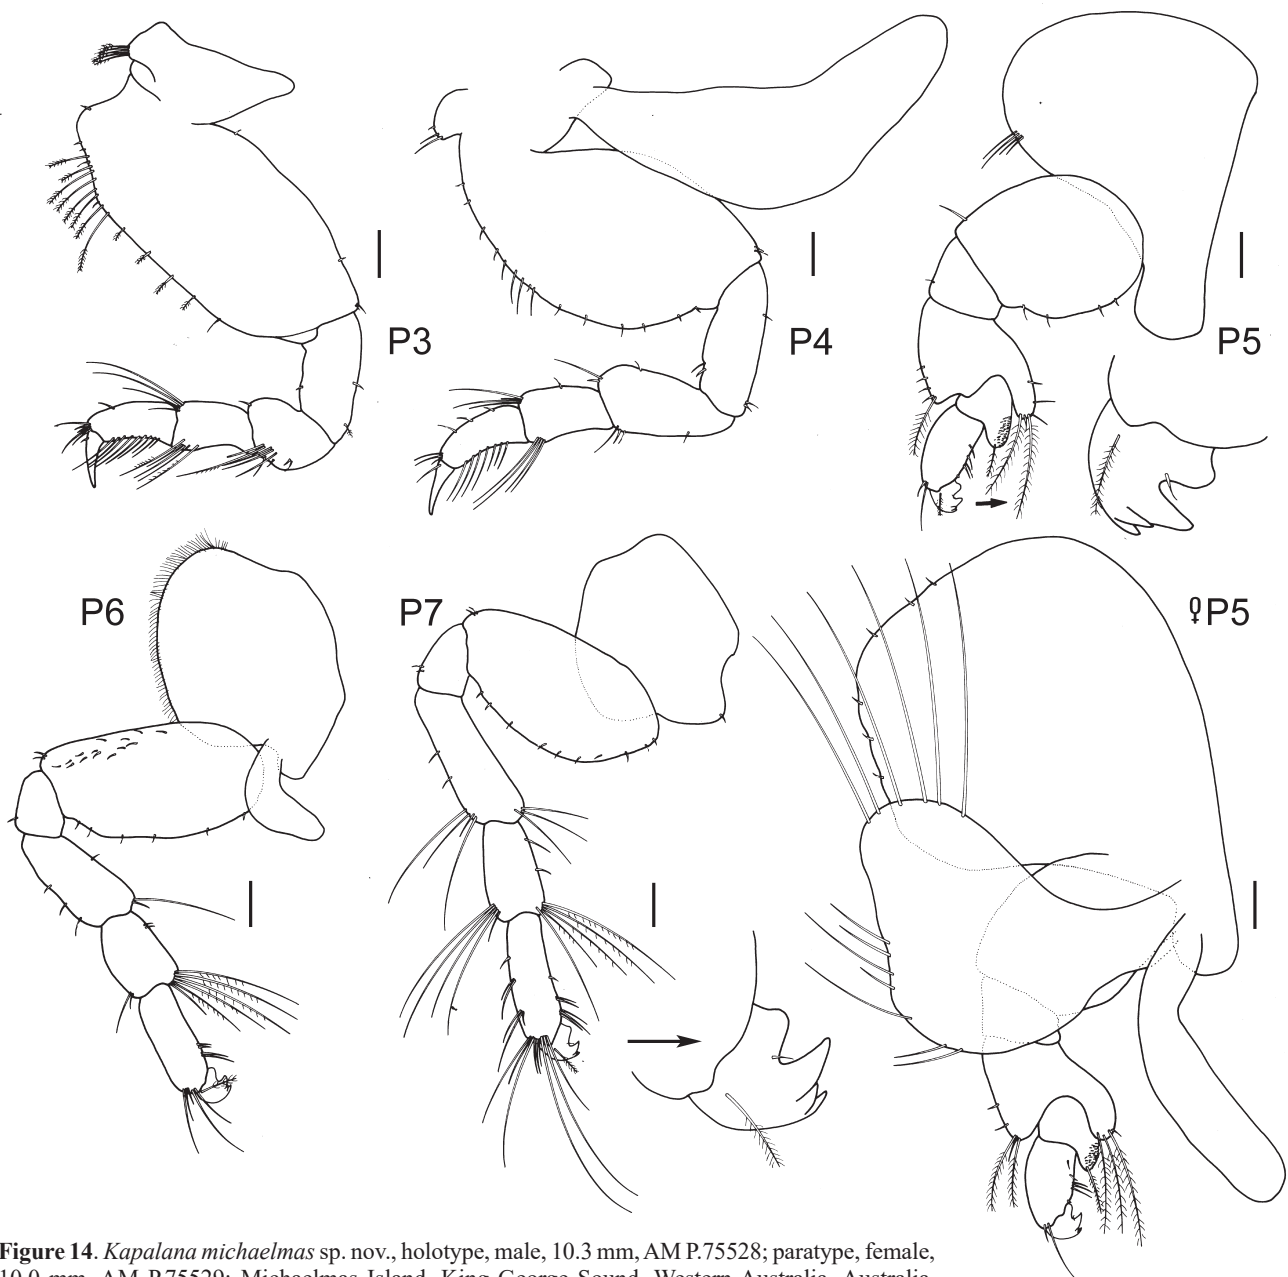 P3
P4
P5
P6
P7
♀P5
Figure 14. Kapalana michaelmas sp. nov., holotype, male, 10.3 mm, AM P.75528; paratype, female,
10.0 mm, AM P.75529; Michaelmas Island, King George Sound, Western Australia, Australia.